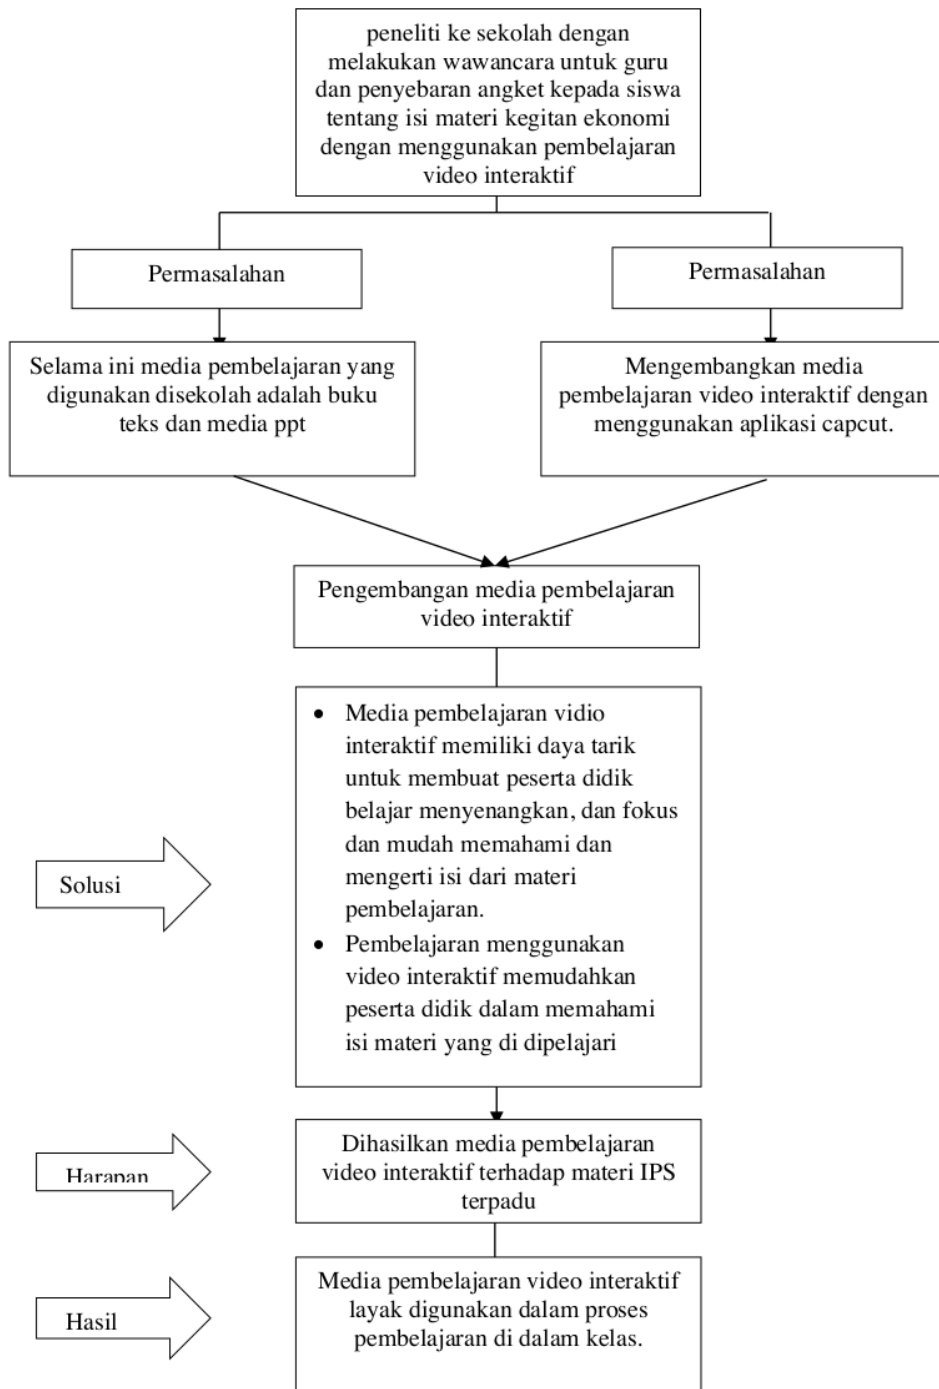 peneliti ke sekolah dengan
melakukan wawancara untuk guru
dan penyebaran angket kepada siswa
tentang isi materi kegitan ekonomi
dengan menggunakan pembelajaran
video interaktif
Permasalahan
Permasalahan
Selama ini media pembelajaran yang
digunakan disekolah adalah buku
teks dan media ppt
Mengembangkan media
pembelajaran video interaktif dengan
menggunakan aplikasi capcut.
Pengembangan media pembelajaran
video interaktif
• Media pembelajaran vidio
interaktif memiliki daya tarik
untuk membuat peserta didik
belajar menyenangkan, dan fokus
dan mudah memahami dan
mengerti isi dari materi
pembelajaran.
• Pembelajaran menggunakan
video interaktif memudahkan
peserta didik dalam memahami
isi materi yang di dipelajari
Solusi
Dihasilkan media pembelajaran
video interaktif terhadap materi IPS
terpadu
Harapan
Media pembelajaran video interaktif
layak digunakan dalam proses
pembelajaran di dalam kelas.
Hasil